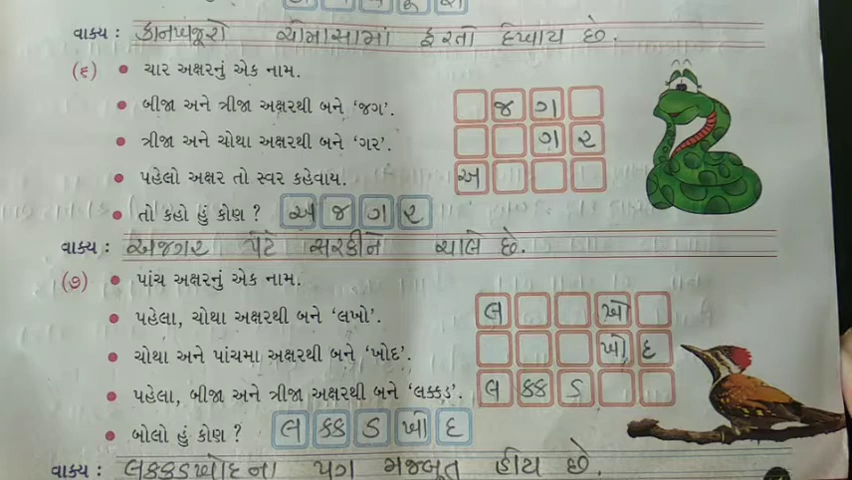 વાક્ય : કાનખજૂરો ચોમાસામાં ફરતો દેખાય છે.
(૬) • ચાર અક્ષરનું એક નામ.
• બીજા અને ત્રીજા અક્ષરથી બને ‘જગ’. જ ગ
• ત્રીજા અને ચોથા અક્ષરથી બને ‘ગર’. ગ ર
• પહેલો અક્ષર તો સ્વર કહેવાય. અ
• તો કહો હું કોણ ? અ જ ગ ર
વાક્ય : અજગર પેટે સરકીને ચાલે છે.
(૭) • પાંચ અક્ષરનું એક નામ.
• પહેલા, ચોથા અક્ષરથી બને ‘લખો’. લ ખો
• ચોથા અને પાંચમા અક્ષરથી બને ‘ખોદ’. ખો દ
• પહેલા, બીજા અને ત્રીજા અક્ષરથી બને ‘લક્કડ’. લ ક્ક ડ
• બોલો હું કોણ ? લ ક્ક ડ ખો દ
વાક્ય : લક્કડખોદના પગ મજબૂત હોય છે.